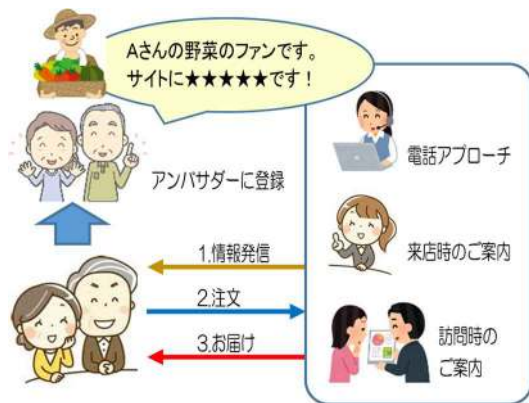 Aさんの野菜のファンです。
サイトに★★★★★です！
アンバサダーに登録
電話アプローチ
1.情報発信
来店時のご案内
2.注文
3.お届け
訪問時の
ご案内